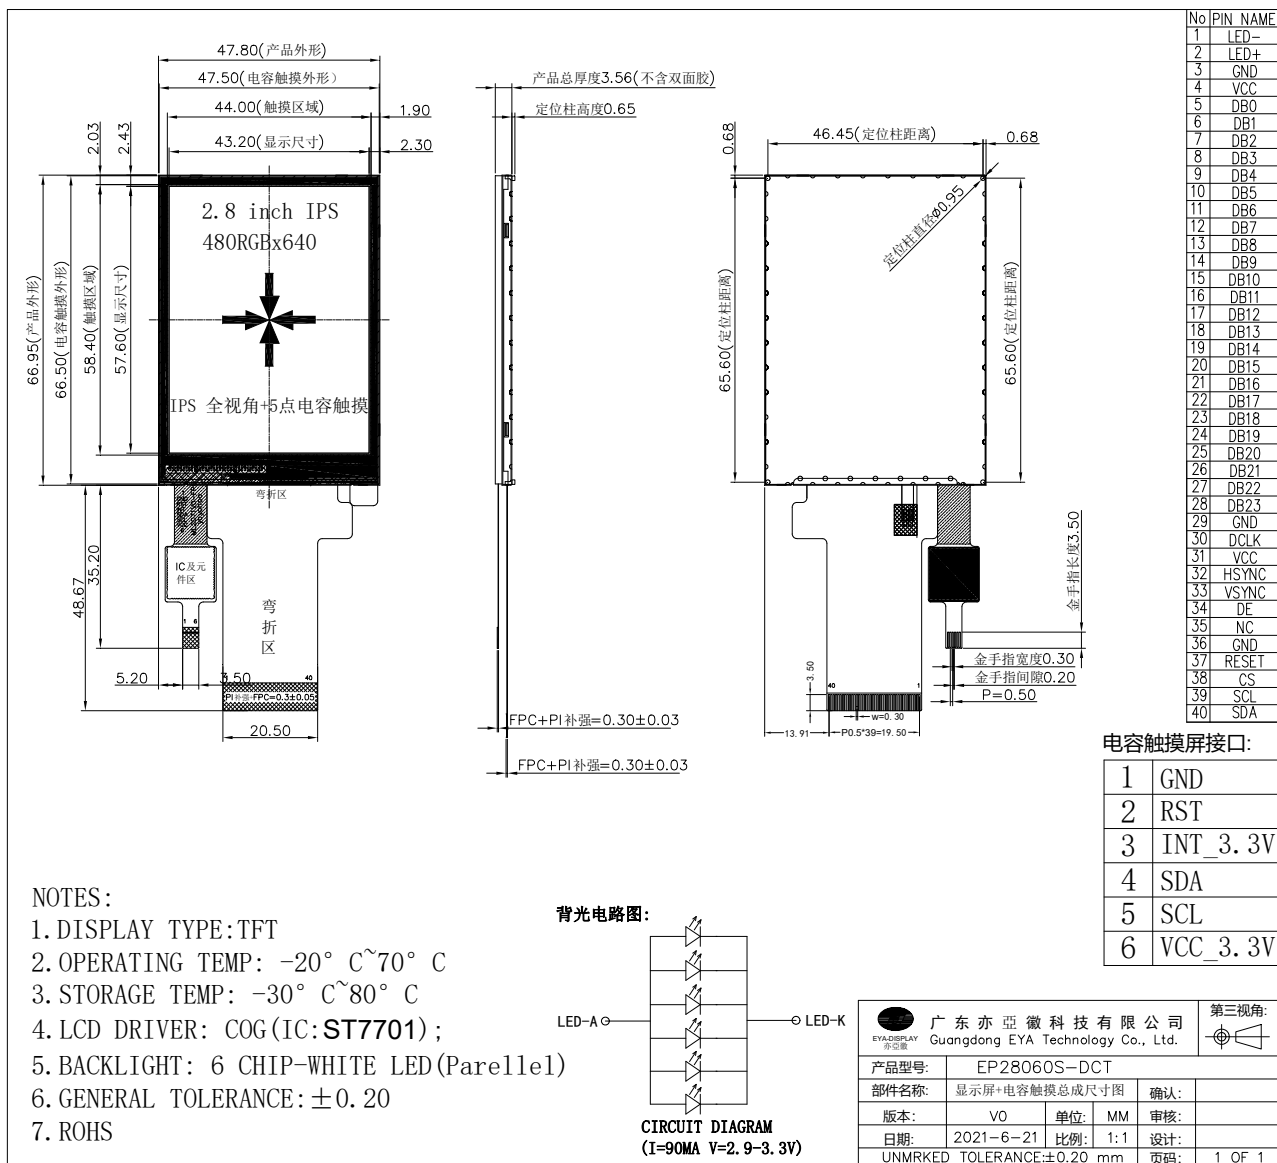 47.80(产品外形)
47.50(电容触摸外形)
44.00(触摸区域)
1.90
43.20(显示尺寸)
2.30
2.03
2.43
66.95(产品外形)
66.50(电容触摸外形)
58.40(触摸区域)
57.60(显示尺寸)
2.8 inch IPS
480RGBx640
IPS 全视角+5点电容触摸
弯折区
IC及元
件区
弯
折
区
1 6
48.67
35.20
5.20
3.50
40
PI补强+FPC=0.3±0.05
20.50
产品总厚度3.56(不含双面胶)
定位柱高度0.65
FPC+PI补强=0.30±0.03
FPC+PI补强=0.30±0.03
0.68
46.45(定位柱距离)
0.68
定位柱直径ø0.95
65.60(定位柱距离)
65.60(定位柱距离)
金手指长度3.50
金手指宽度0.30
金手指间隙0.20
P=0.50
3.50
40
1
w=0.30
13.91
P0.5*39=19.50
No PIN NAME
1 LED-
2 LED+
3 GND
4 VCC
5 DB0
6 DB1
7 DB2
8 DB3
9 DB4
10 DB5
11 DB6
12 DB7
13 DB8
14 DB9
15 DB10
16 DB11
17 DB12
18 DB13
19 DB14
20 DB15
21 DB16
22 DB17
23 DB18
24 DB19
25 DB20
26 DB21
27 DB22
28 DB23
29 GND
30 DCLK
31 VCC
32 HSYNC
33 VSYNC
34 DE
35 NC
36 GND
37 RESET
38 CS
39 SCL
40 SDA
电容触摸屏接口:
1 GND
2 RST
3 INT_3.3V
4 SDA
5 SCL
6 VCC_3.3V
NOTES:
1.DISPLAY TYPE:TFT
2.OPERATING TEMP: -20° C~70° C
3.STORAGE TEMP: -30° C~80° C
4.LCD DRIVER: COG(IC:ST7701);
5.BACKLIGHT: 6 CHIP-WHITE LED(Parellel)
6.GENERAL TOLERANCE:±0.20
7.ROHS
背光电路图:
LED-A
LED-K
CIRCUIT DIAGRAM
(I=90MA V=2.9-3.3V)
EYA-DISPLAY
亦亞徽
广东亦亞徽科技有限公司
Guangdong EYA Technology Co., Ltd.
第三视角:
产品型号: EP28060S-DCT
部件名称: 显示屏+电容触摸总成尺寸图 确认:
版本: V0 单位: MM 审核:
日期: 2021-6-21 比例: 1:1 设计:
UNMRKED TOLERANCE:±0.20 mm 页码: 1 OF 1